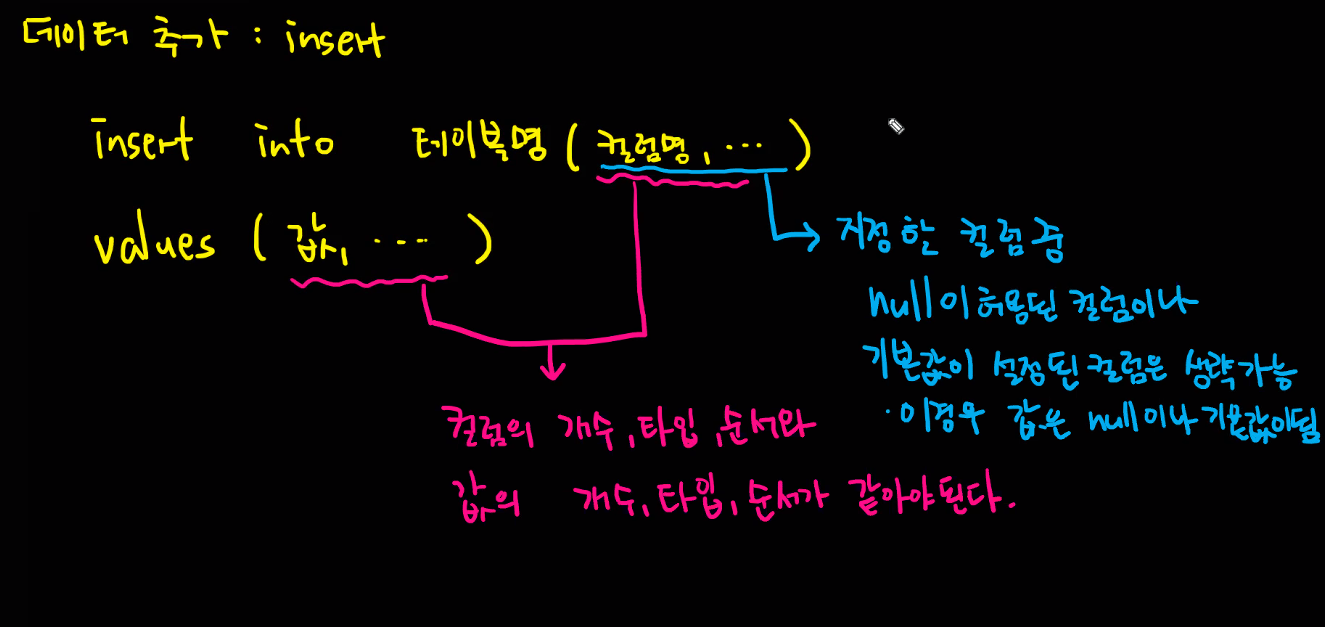 데이터 추가 : insert
insert into 테이블명 ( 컬럼명, ··· )
values ( 값, ··· )
지정한 컬럼중
null이 허용된 컬럼이나
기본값이 설정된 컬럼은 생략가능
· 이경우 값은 null이나 기본값이됨
컬럼의 개수, 타입, 순서와
값의 개수, 타입, 순서가 같아야된다.